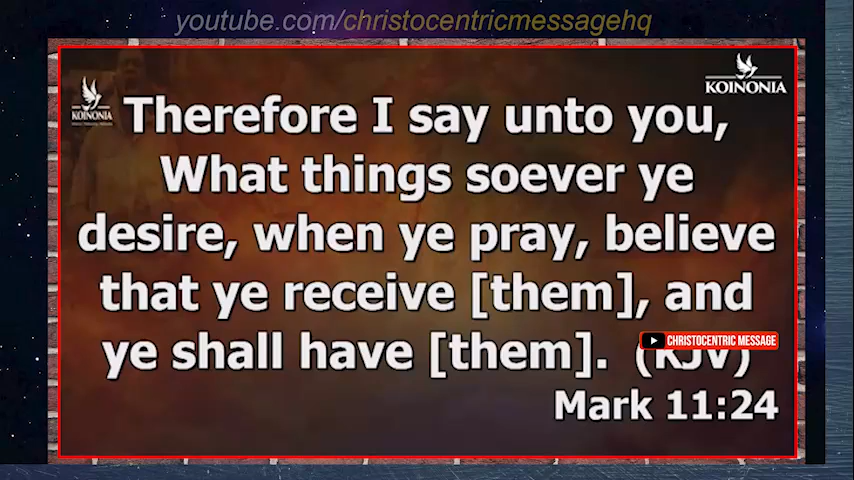 youtube.com/christocentricmessagehq
KOINONIA
KOINONIA
Therefore I say unto you,
What things soever ye
desire, when ye pray, believe
that ye receive [them], and
ye shall have [them]. (KJV)
CHRISTOCENTRIC MESSAGE
Mark 11:24